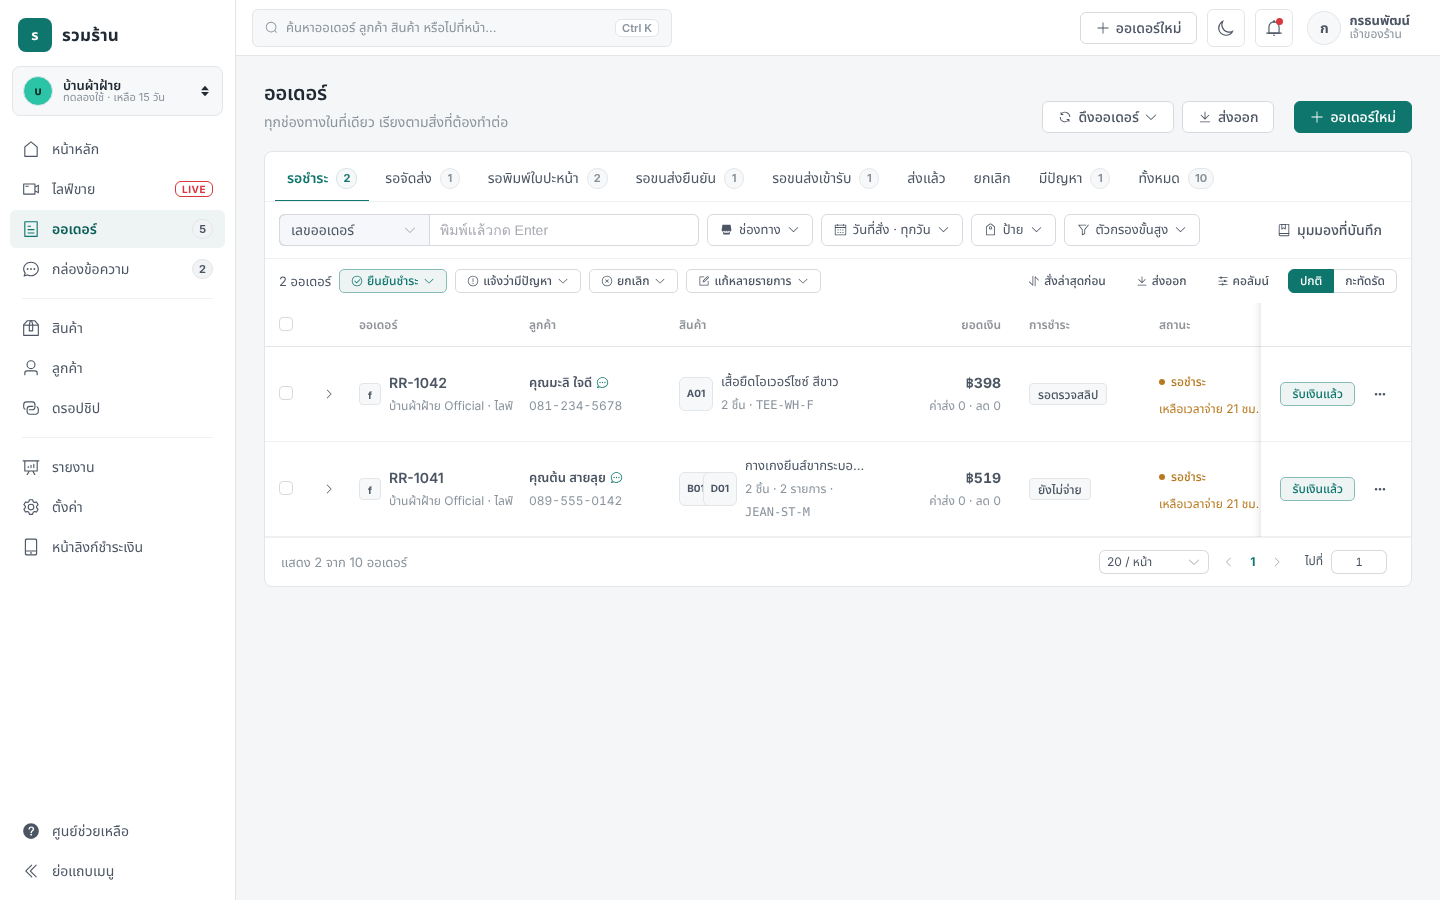 s รวมร้าน
บ บ้านผ้าฝ้าย
ทดลองใช้ · เหลือ 15 วัน
หน้าหลัก
ไลฟ์ขาย LIVE
ออเดอร์ 5
กล่องข้อความ 2
สินค้า
ลูกค้า
ดรอปชิป
รายงาน
ตั้งค่า
หน้าลิงก์ชำระเงิน
ศูนย์ช่วยเหลือ
ย่อแถบเมนู
ค้นหาออเดอร์ ลูกค้า สินค้า หรือไปที่หน้า... Ctrl K
ออเดอร์ใหม่
ก กรธนพัฒน์
เจ้าของร้าน
ออเดอร์
ทุกช่องทางในที่เดียว เรียงตามสิ่งที่ต้องทำต่อ
ดึงออเดอร์ ส่งออก ออเดอร์ใหม่
รอชำระ 2 รอจัดส่ง 1 รอพิมพ์ใบปะหน้า 2 รอขนส่งยืนยัน 1 รอขนส่งเข้ารับ 1 ส่งแล้ว ยกเลิก มีปัญหา 1 ทั้งหมด 10
เลขออเดอร์ พิมพ์แล้วกด Enter ช่องทาง วันที่สั่ง · ทุกวัน ป้าย ตัวกรองขั้นสูง มุมมองที่บันทึก
2 ออเดอร์ ยืนยันชำระ แจ้งว่ามีปัญหา ยกเลิก แก้หลายรายการ สั่งล่าสุดก่อน ส่งออก คอลัมน์ ปกติ กะทัดรัด
ออเดอร์ ลูกค้า สินค้า ยอดเงิน การชำระ สถานะ
f RR-1042 คุณมะลิ ใจดี A01 เสื้อยืดโอเวอร์ไซซ์ สีขาว ฿398 รอตรวจสลิป รอชำระ รับเงินแล้ว
บ้านผ้าฝ้าย Official · ไลฟ์ 081-234-5678 2 ชิ้น · TEE-WH-F ค่าส่ง 0 · ลด 0 เหลือเวลาจ่าย 21 ชม.
f RR-1041 คุณต้น สายลุย B01 D01 กางเกงยีนส์ขากระบอ... ฿519 ยังไม่จ่าย รอชำระ รับเงินแล้ว
บ้านผ้าฝ้าย Official · ไลฟ์ 089-555-0142 2 ชิ้น · 2 รายการ · ค่าส่ง 0 · ลด 0 เหลือเวลาจ่าย 21 ชม.
JEAN-ST-M
แสดง 2 จาก 10 ออเดอร์ 20 / หน้า 1 ไปที่ 1